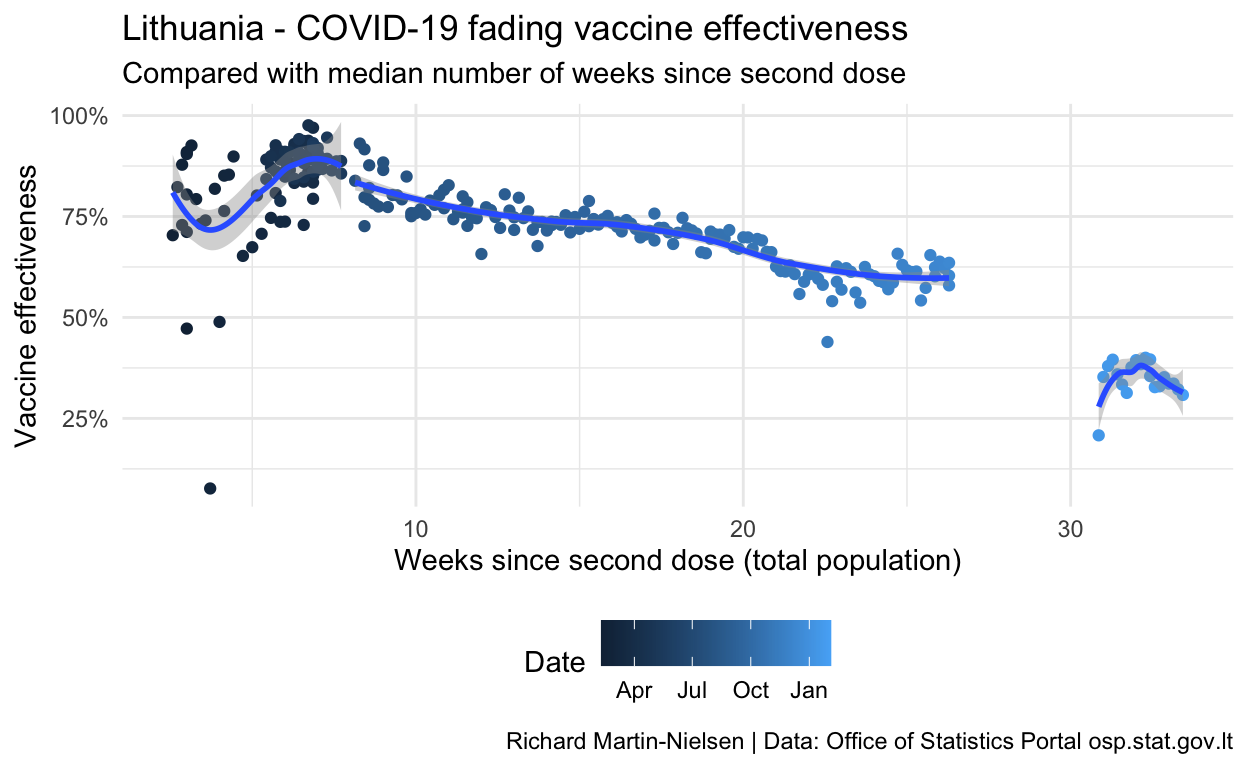 Lithuania - COVID-19 fading vaccine effectiveness
Compared with median number of weeks since second dose
Vaccine effectiveness
100%
75%
50%
25%
10 20 30
Weeks since second dose (total population)
Date
Apr Jul Oct Jan
Richard Martin-Nielsen | Data: Office of Statistics Portal osp.stat.gov.lt